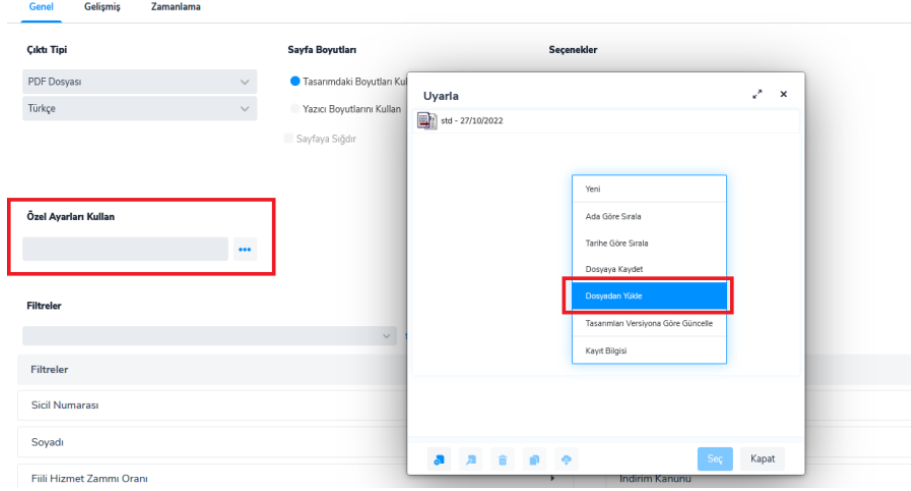 Genel Gelişmiş Zamanlama
Çıktı Tipi
Sayfa Boyutları
Seçenekler
PDF Dosyası
Türkçe
Tasarımdaki Boyutları Kul
Yazıcı Boyutlarını Kullan
Sayfaya Sığdır
Özel Ayarları Kullan
Filtreler
Filtreler
Sicil Numarası
Soyadı
Fiili Hizmet Zammı Oranı
İndirim Kanunu
Uyarla
std - 27/10/2022
Yeni
Ada Göre Sırala
Tarihe Göre Sırala
Dosyaya Kaydet
Dosyadan Yükle
Tasarımları Versiyona Göre Güncelle
Kayıt Bilgisi
Seç Kapat